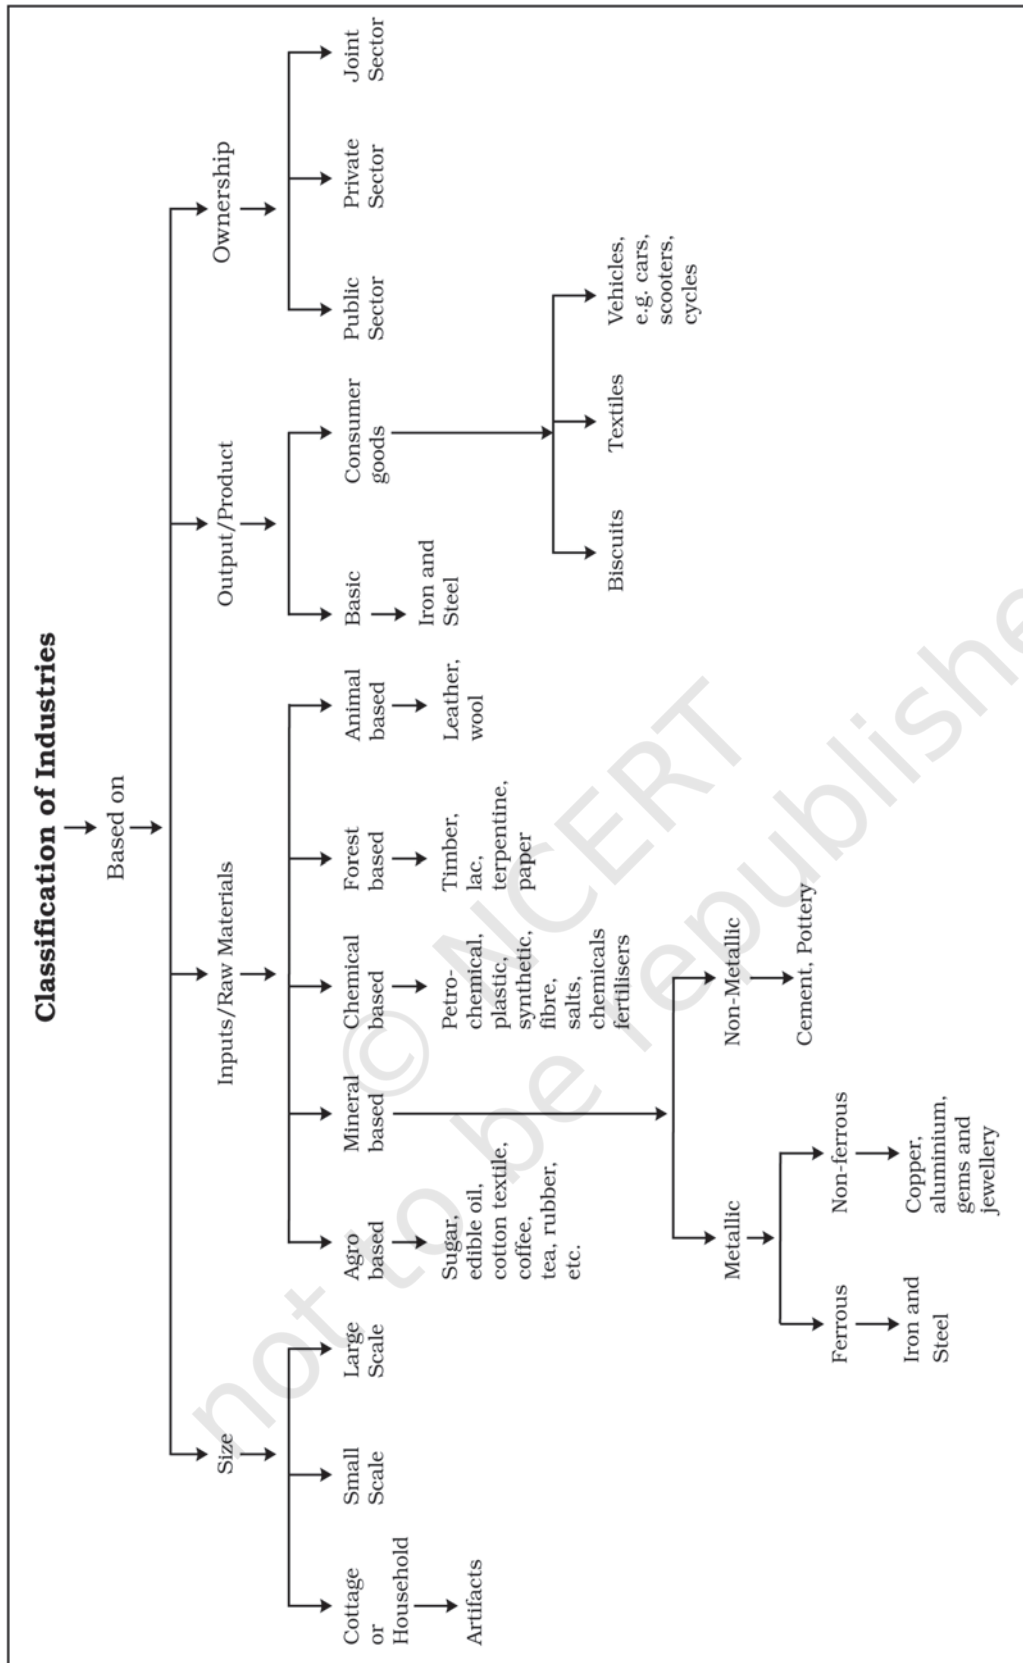 Classification of Industries
Based on
Size
Inputs/Raw Materials
Output/Product
Ownership
Cottage
or
Household
Small
Scale
Large
Scale
Agro
based
Mineral
based
Chemical
based
Forest
based
Animal
based
Basic
Consumer
goods
Public
Sector
Private
Sector
Joint
Sector
Artifacts
Sugar,
edible oil,
cotton textile,
coffee,
tea, rubber,
etc.
Petro-
chemical,
plastic,
synthetic,
fibre,
salts,
chemicals
fertilisers
Timber,
lac,
terpentine,
paper
Leather,
wool
Iron and
Steel
Biscuits
Textiles
Vehicles,
e.g. cars,
scooters,
cycles
Metallic
Non-Metallic
Ferrous
Non-ferrous
Cement, Pottery
Iron and
Steel
Copper,
aluminium,
gems and
jewellery
© NCERT
not to be republishe